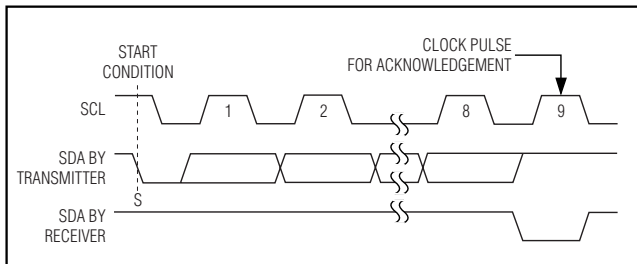 START
CONDITION
CLOCK PULSE
FOR ACKNOWLEDGEMENT
SCL
1
2
8
9
SDA BY
TRANSMITTER
S
SDA BY
RECEIVER